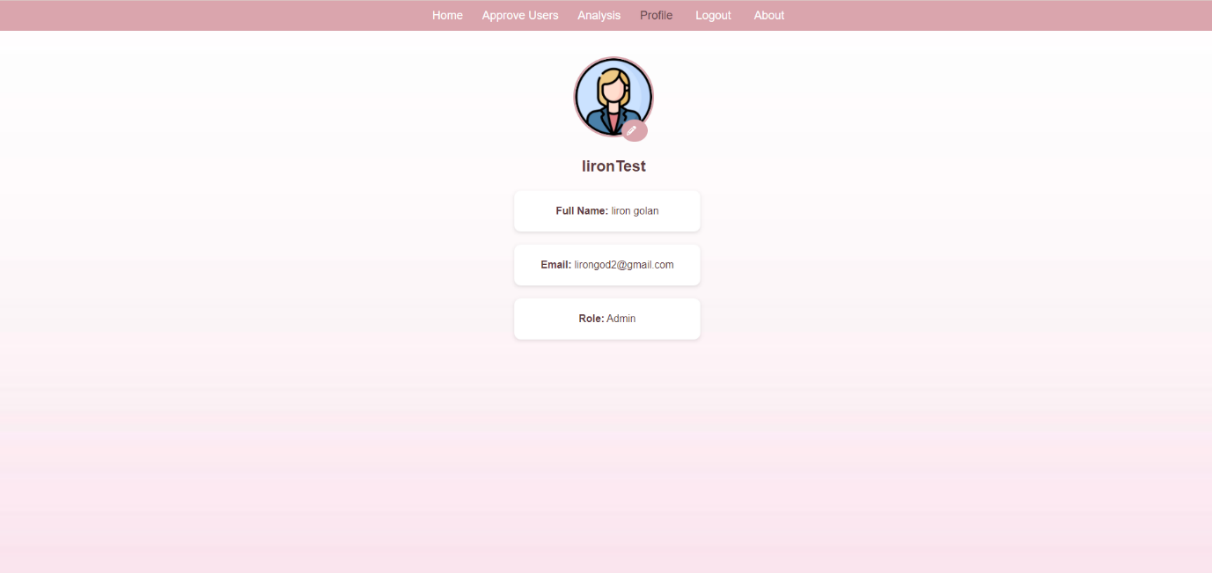 Home Approve Users Analysis Profile Logout About
lironTest
Full Name: liron golan
Email: lirongod2@gmail.com
Role: Admin